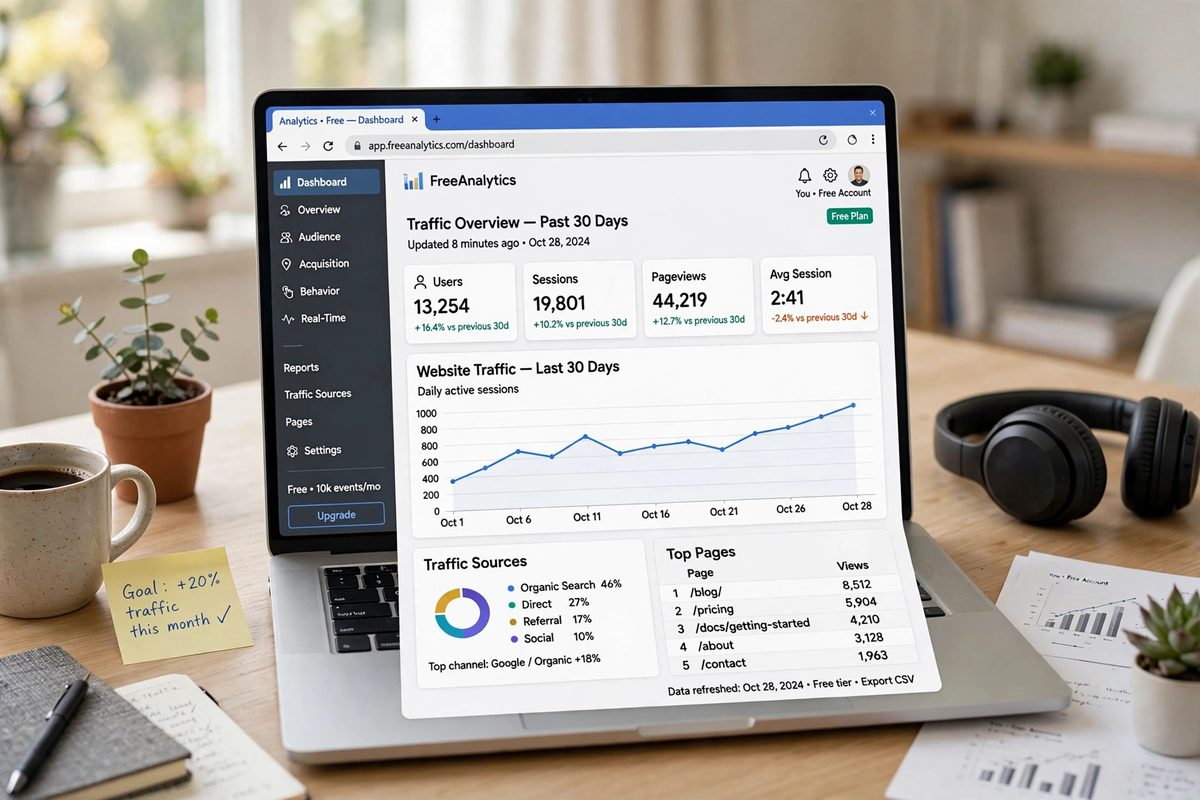 Analytics • Free — Dashboard
app.freeanalytics.com/dashboard
Dashboard
Overview
Audience
Acquisition
Behavior
Real-Time
Reports
Traffic Sources
Pages
Settings
Free • 10k events/mo
Upgrade
FreeAnalytics
You • Free Account
Free Plan
Traffic Overview — Past 30 Days
Updated 8 minutes ago • Oct 28, 2024
Users
13,254
+16.4% vs previous 30d
Sessions
19,801
+10.2% vs previous 30d
Pageviews
44,219
+12.7% vs previous 30d
Avg Session
2:41
-2.4% vs previous 30d ↓
Website Traffic — Last 30 Days
Daily active sessions
1000
800
800
600
400
200
0
Oct 1 Oct 6 Oct 11 Oct 16 Oct 21 Oct 26 Oct 28
Traffic Sources
Organic Search 46%
Direct 27%
Referral 17%
Social 10%
Top channel: Google / Organic +18%
Top Pages
Page Views
1 /blog/ 8,512
2 /pricing 5,904
3 /docs/getting-started 4,210
4 /about 3,128
5 /contact 1,963
Data refreshed: Oct 28, 2024 • Free tier • Export CSV
Goal: +20%
traffic
this month ✓
You • Free Account